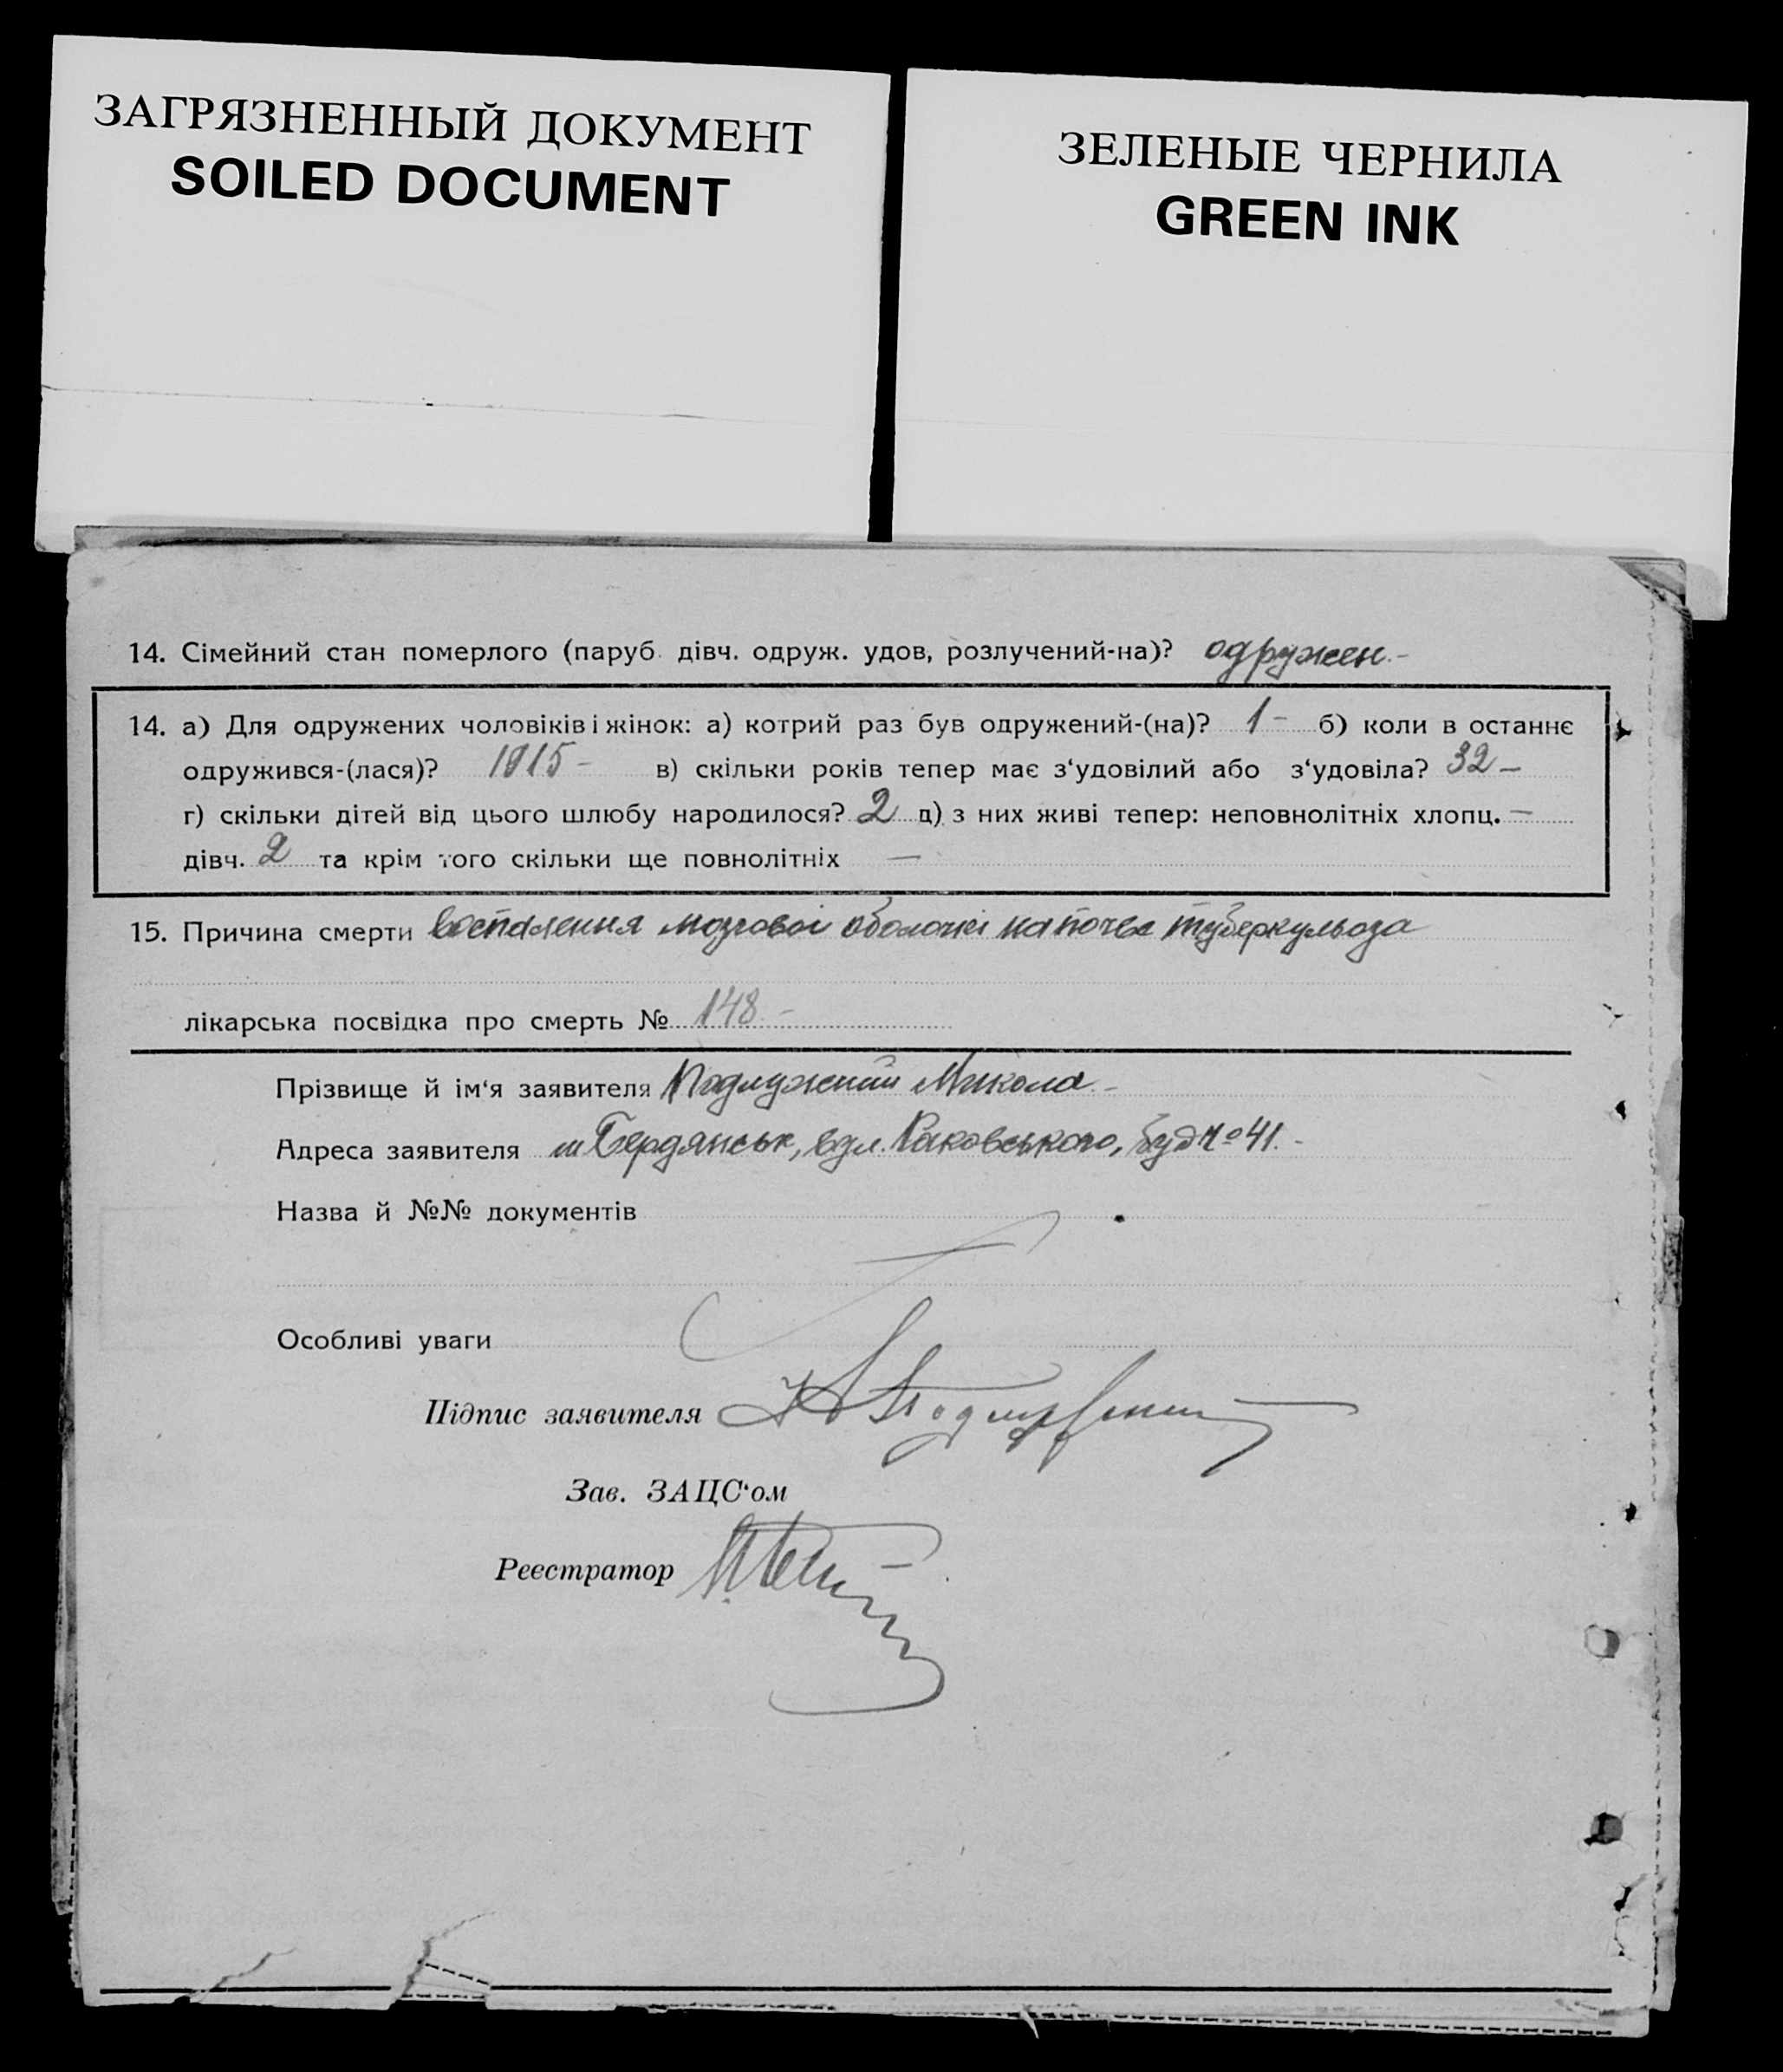 ЗАГРЯЗНЕННЫЙ ДОКУМЕНТ
SOILED DOCUMENT
ЗЕЛЕНЫЕ ЧЕРНИЛА
GREEN INK
14. Сімейний стан померлого (паруб. дівч. одруж. удов, розлучений-на)? одружен.-
14. а) Для одружених чоловіків і жінок: а) котрий раз був одружений-(на)? 1- б) коли в останнє
одружився-(лася)? 1915- в) скільки років тепер має з‘удовілий або з‘удовіла? 32-
г) скільки дітей від цього шлюбу народилося? 2 д) з них живі тепер: неповнолітніх хлопц. —
дівч. 2 та крім того скільки ще повнолітніх —
15. Причина смерти воспалення мозговоі оболочкі на почве туберкульоза
лікарська посвідка про смерть № 148.-
Прізвище й ім‘я заявителя Подлужний Микола.-
Адреса заявителя м Бердянськ, вул. Раковського, буд № 41.-
Назва й №№ документів
Особливі уваги
Підпис заявителя
Зав. ЗАЦС‘ом
Реєстратор